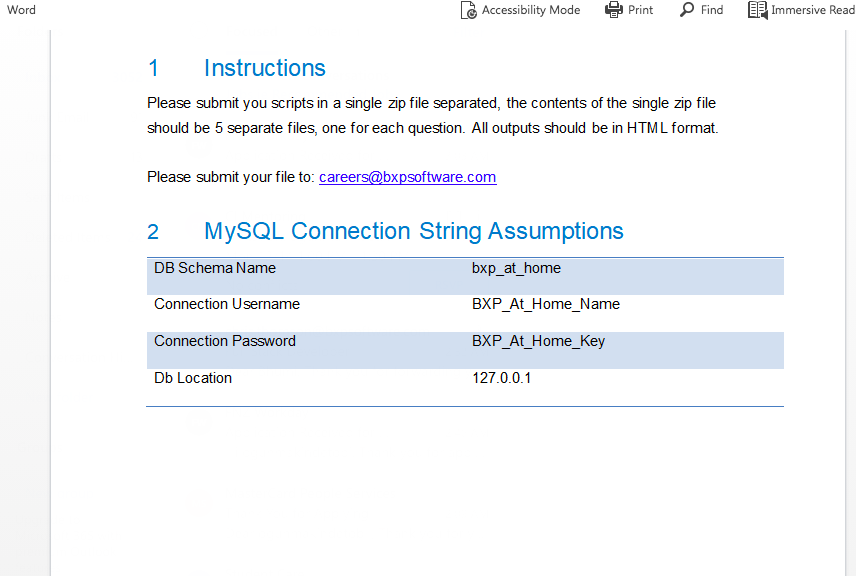 Word Accessibility Mode Print Find Immersive Read
1 Instructions
Please submit you scripts in a single zip file separated, the contents of the single zip file
should be 5 separate files, one for each question. All outputs should be in HTML format.
Please submit your file to: careers@bxpsoftware.com
2 MySQL Connection String Assumptions
DB Schema Name bxp_at_home
Connection Username BXP_At_Home_Name
Connection Password BXP_At_Home_Key
Db Location 127.0.0.1